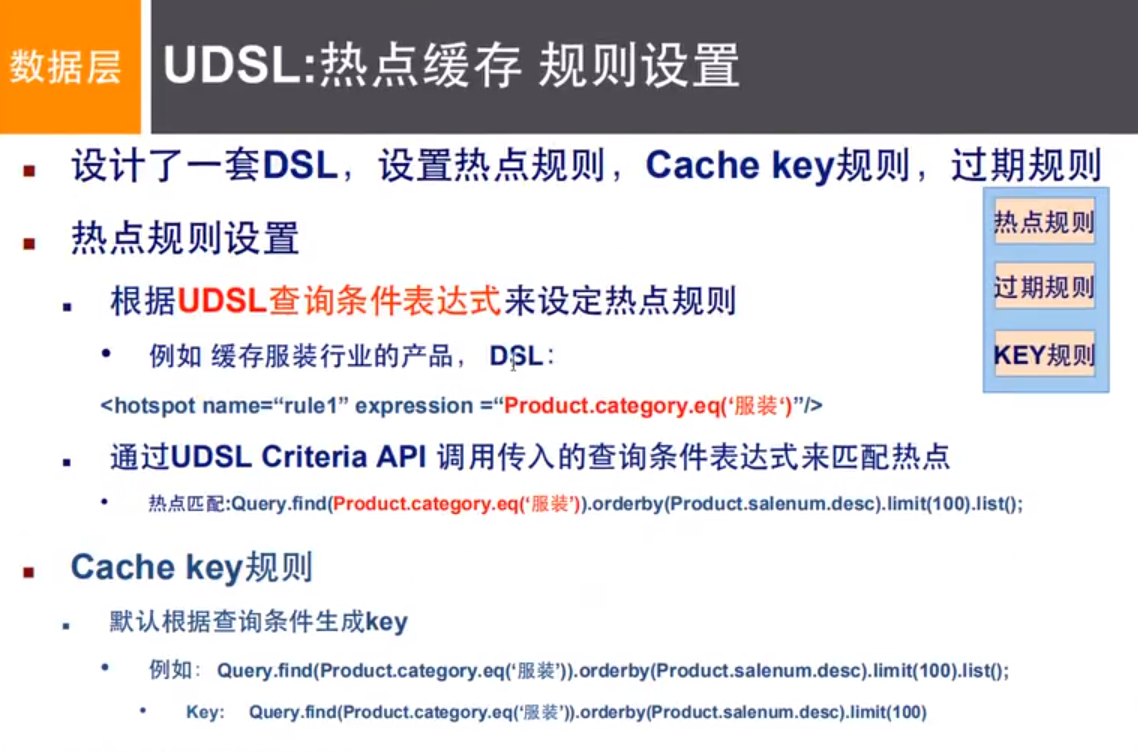 数据层
UDSL:热点缓存 规则设置
设计了一套DSL，设置热点规则，Cache key规则，过期规则
热点规则设置
根据UDSL查询条件表达式来设定热点规则
例如 缓存服装行业的产品， DSL：
<hotspot name=“rule1” expression =“Product.category.eq(‘服装‘)”/>
通过UDSL Criteria API 调用传入的查询条件表达式来匹配热点
热点匹配:Query.find(Product.category.eq(‘服装’)).orderby(Product.salenum.desc).limit(100).list();
热点规则
过期规则
KEY规则
Cache key规则
默认根据查询条件生成key
例如： Query.find(Product.category.eq(‘服装’)).orderby(Product.salenum.desc).limit(100).list();
Key: Query.find(Product.category.eq(‘服装’)).orderby(Product.salenum.desc).limit(100)